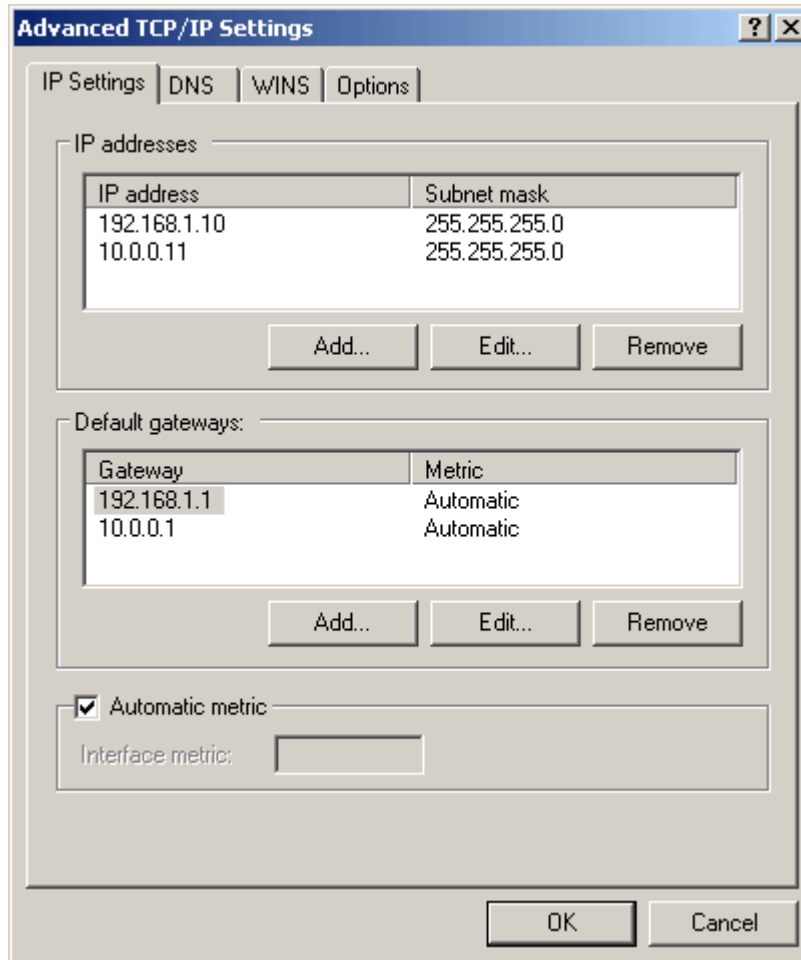 Advanced TCP/IP Settings
IP Settings DNS WINS Options
IP addresses
IP address Subnet mask
192.168.1.10 255.255.255.0
10.0.0.11 255.255.255.0
Add... Edit... Remove
Default gateways:
Gateway Metric
192.168.1.1 Automatic
10.0.0.1 Automatic
Add... Edit... Remove
Automatic metric
Interface metric:
OK Cancel